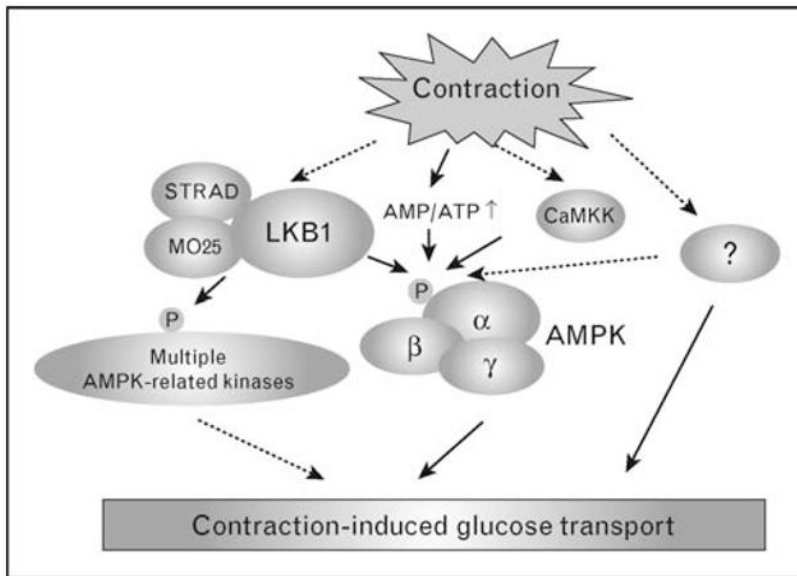 Contraction
STRAD
MO25
LKB1
AMP/ATP ↑
CaMKK
?
P
P
α
β
γ
AMPK
Multiple
AMPK-related kinases
Contraction-induced glucose transport